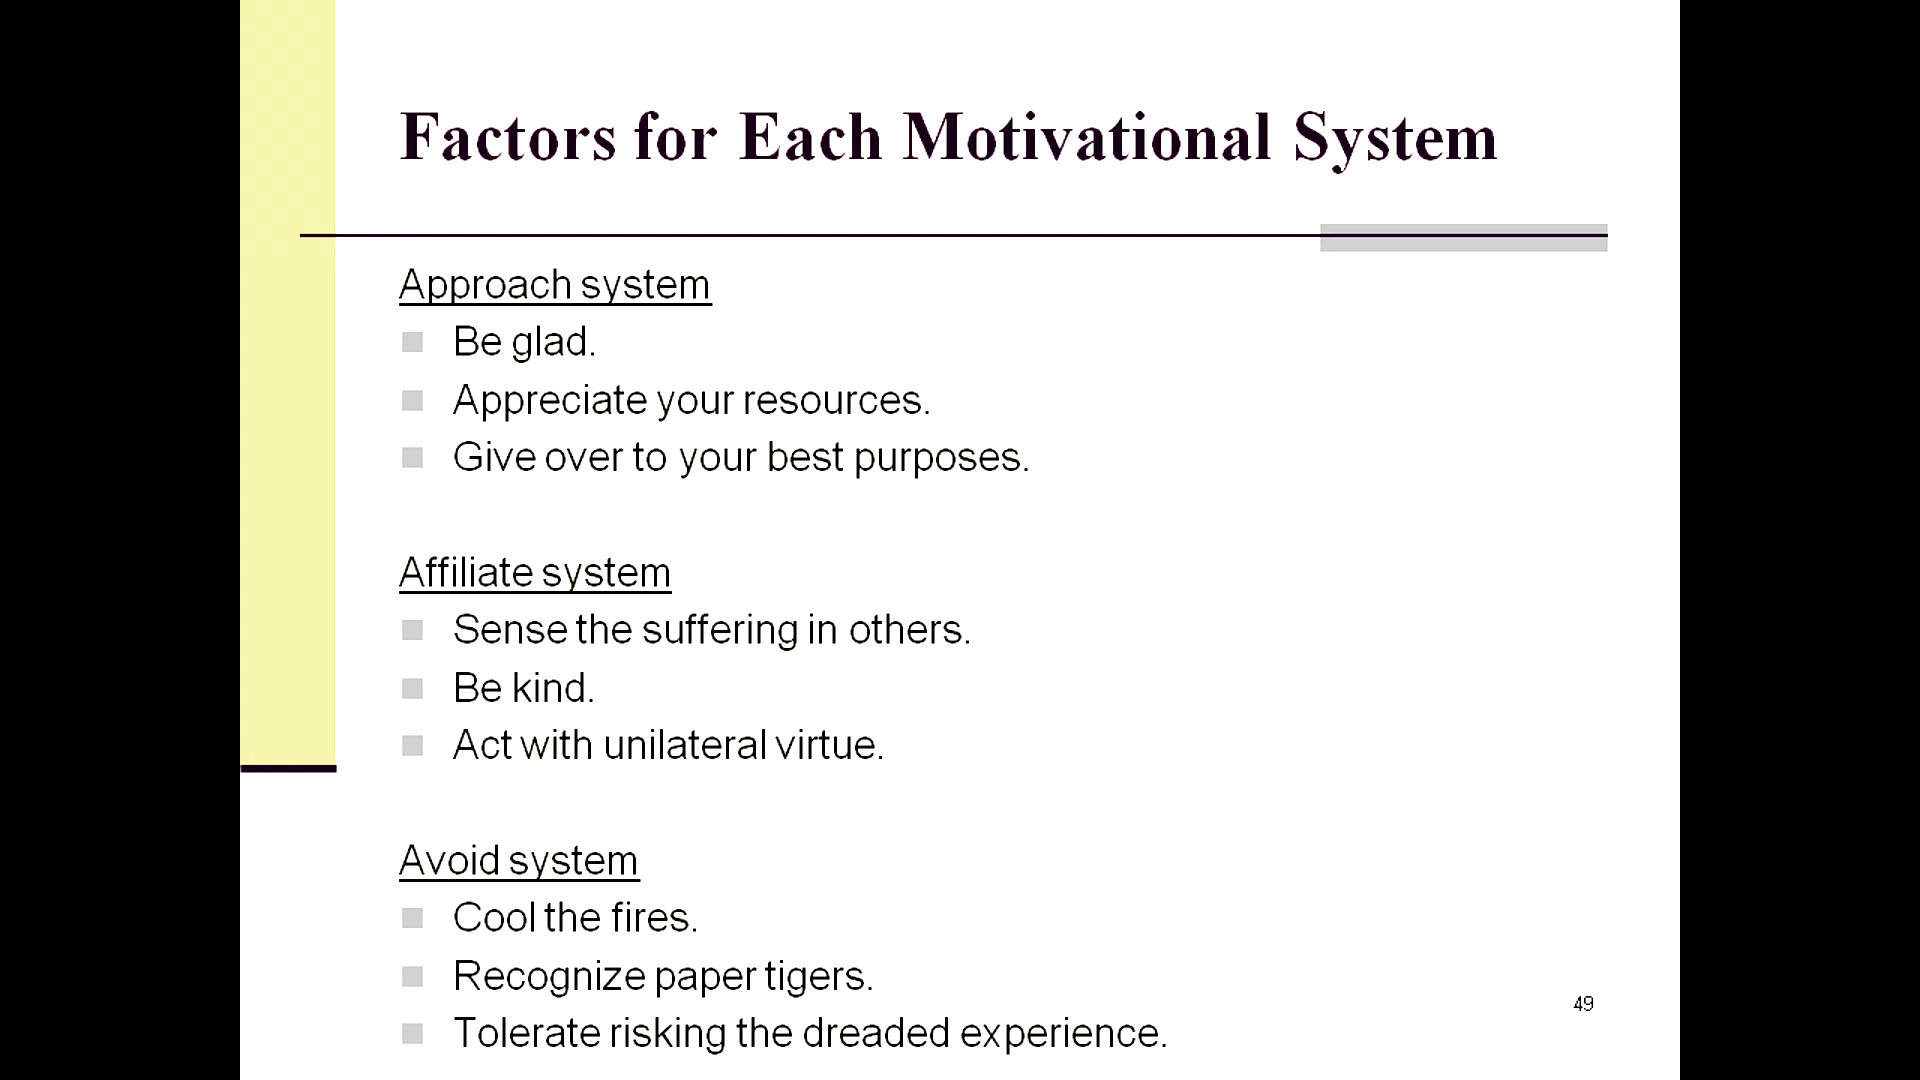 Factors for Each Motivational System
Approach system
Be glad.
Appreciate your resources.
Give over to your best purposes.
Affiliate system
Sense the suffering in others.
Be kind.
Act with unilateral virtue.
Avoid system
Cool the fires.
Recognize paper tigers.
Tolerate risking the dreaded experience.
49